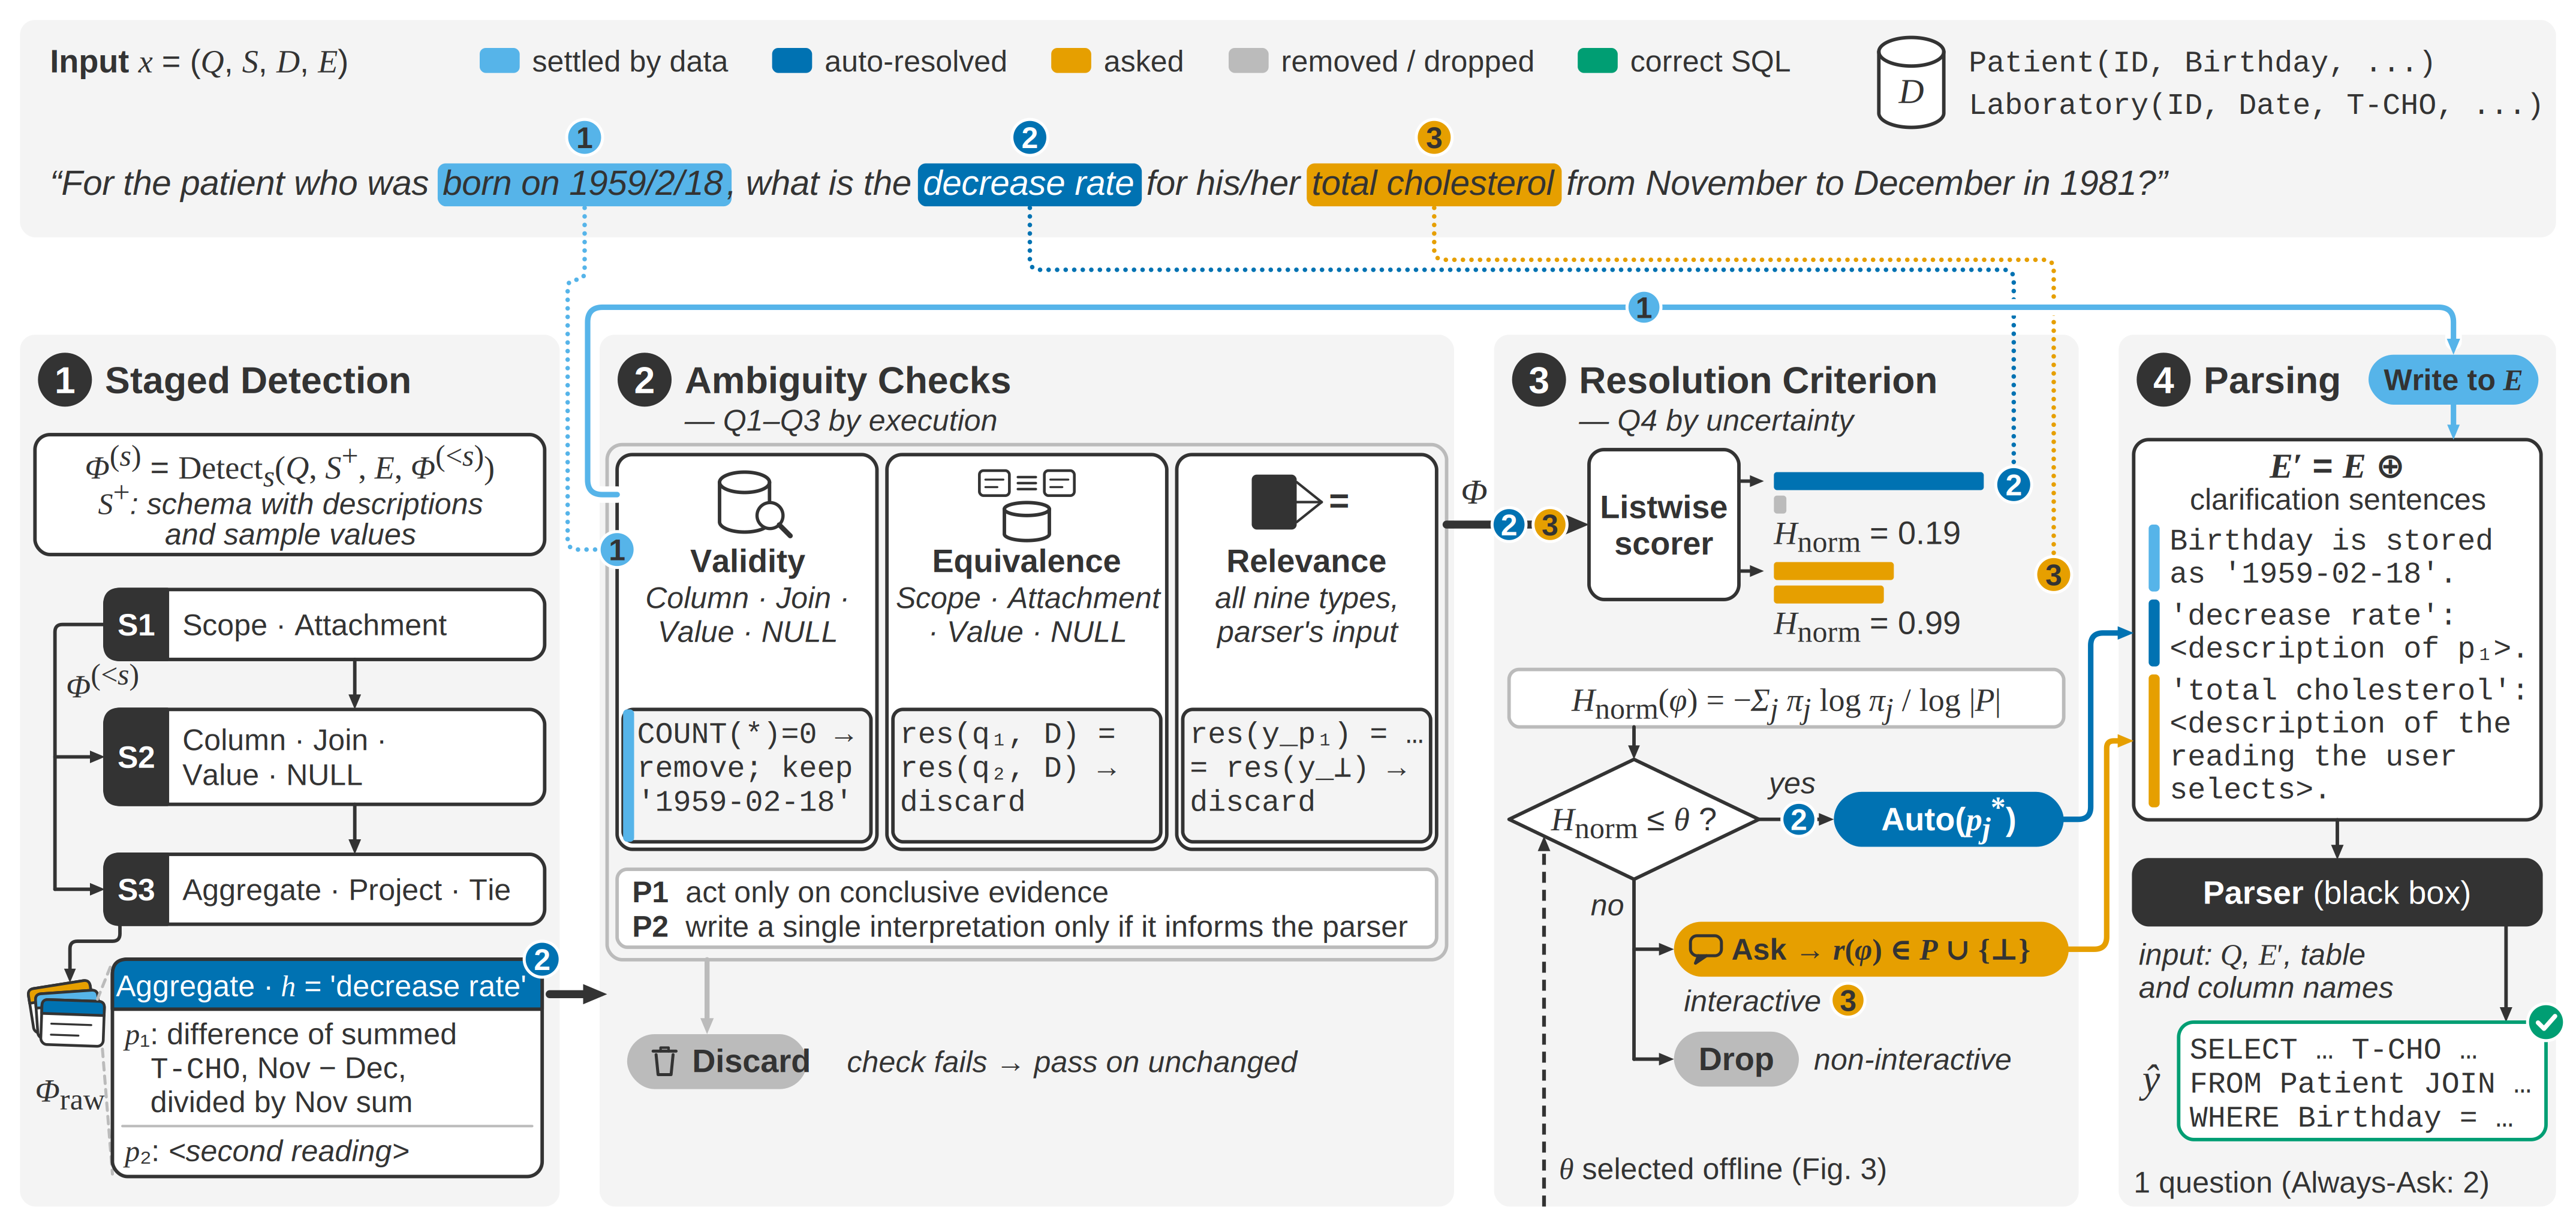 Input x = (Q, S, D, E)
settled by data
auto-resolved
asked
removed / dropped
correct SQL
D
Patient(ID, Birthday, ...)
Laboratory(ID, Date, T-CHO, ...)
1
2
3
“For the patient who was born on 1959/2/18, what is the decrease rate for his/her total cholesterol from November to December in 1981?”
1
1 Staged Detection
Φ(s) = Detects(Q, S+, E, Φ(<s))
S+: schema with descriptions
and sample values
S1 Scope · Attachment
Φ(<s)
S2 Column · Join ·
Value · NULL
S3 Aggregate · Project · Tie
2
Φraw
Aggregate · h = 'decrease rate'
p₁: difference of summed
T-CHO, Nov − Dec,
divided by Nov sum
p₂: <second reading>
2 Ambiguity Checks
— Q1–Q3 by execution
1
Validity
Column · Join ·
Value · NULL
COUNT(*)=0 →
remove; keep
'1959-02-18'
≡
Equivalence
Scope · Attachment
· Value · NULL
res(q₁, D) =
res(q₂, D) →
discard
=
Relevance
all nine types,
parser's input
res(y_p₁) = …
= res(y_⊥) →
discard
P1 act only on conclusive evidence
P2 write a single interpretation only if it informs the parser
Discard
check fails → pass on unchanged
Φ
2 3
3 Resolution Criterion
— Q4 by uncertainty
Listwise
scorer
2
Hnorm = 0.19
3
Hnorm = 0.99
Hnorm(φ) = −Σj πj log πj / log |P|
Hnorm ≤ θ ?
yes
2
Auto(pj*)
no
Ask → r(φ) ∈ P ∪ {⊥}
interactive 3
Drop non-interactive
θ selected offline (Fig. 3)
4 Parsing
Write to E
E′ = E ⊕
clarification sentences
Birthday is stored
as '1959-02-18'.
'decrease rate':
<description of p₁>.
'total cholesterol':
<description of the
reading the user
selects>.
Parser (black box)
input: Q, E′, table
and column names
ŷ
SELECT … T-CHO …
FROM Patient JOIN …
WHERE Birthday = …
1 question (Always-Ask: 2)